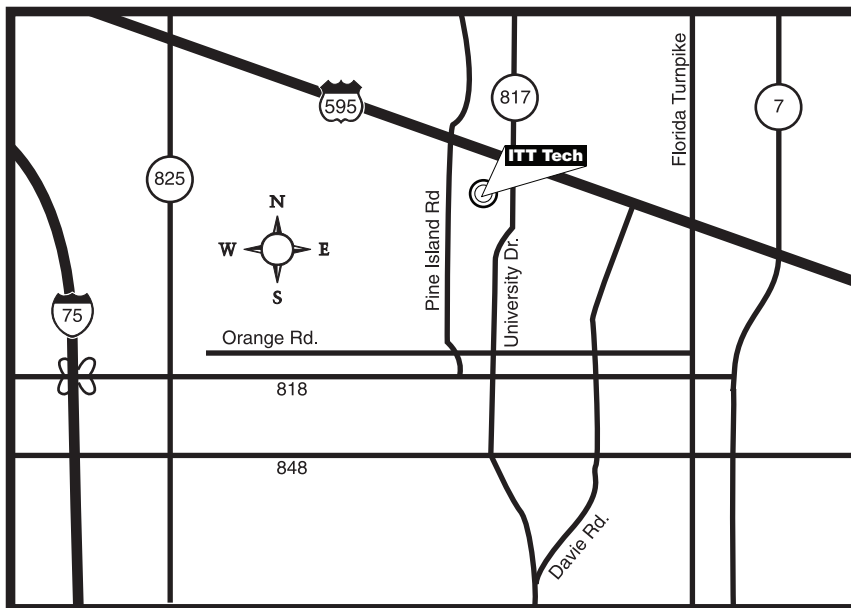 595
817
Florida Turnpike
7
ITT Tech
825
N
W E
S
Pine Island Rd
University Dr.
75
Orange Rd.
818
848
Davie Rd.